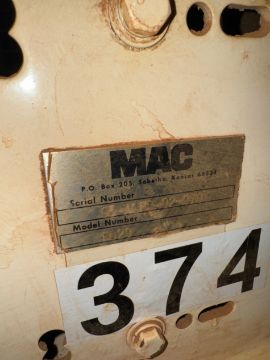 MAC
P.O. Box 205, Sabetha, Kansas 66534
Serial Number
Model Number
374